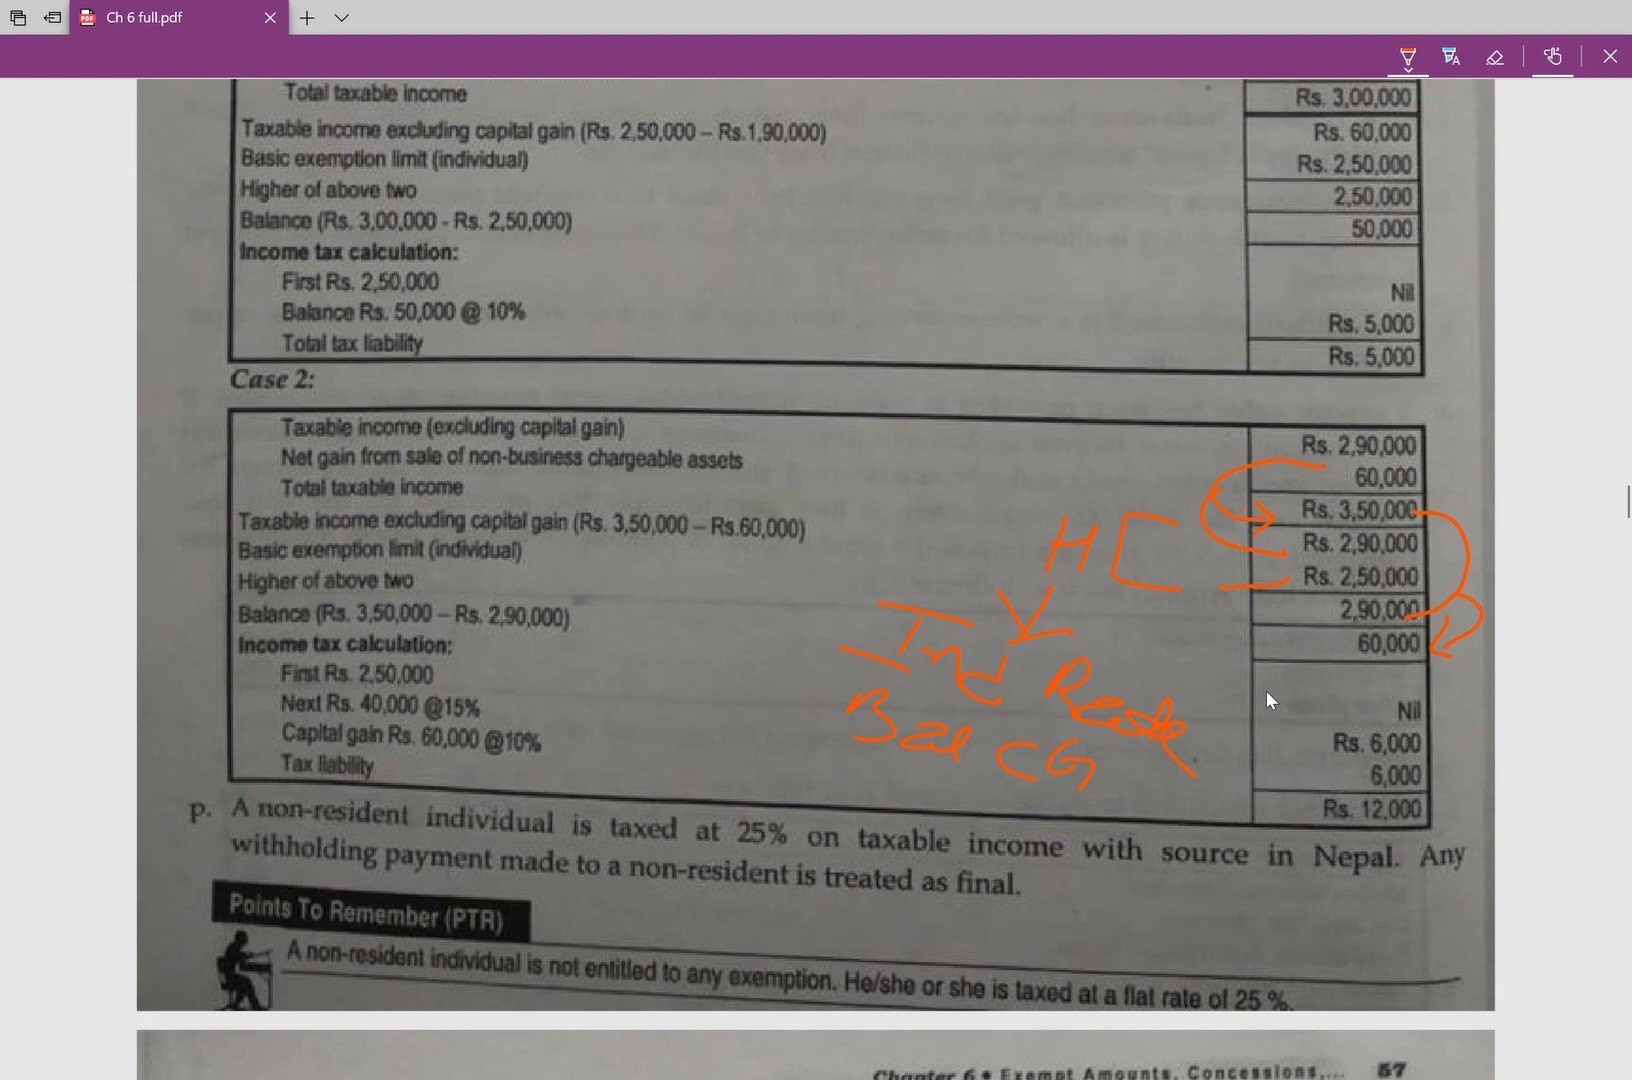 Ch 6 full.pdf
Total taxable income Rs. 3,00,000
Taxable income excluding capital gain (Rs. 2,50,000 – Rs.1,90,000) Rs. 60,000
Basic exemption limit (individual) Rs. 2,50,000
Higher of above two 2,50,000
Balance (Rs. 3,00,000 - Rs. 2,50,000) 50,000
Income tax calculation:
First Rs. 2,50,000 Nil
Balance Rs. 50,000 @ 10% Rs. 5,000
Total tax liability Rs. 5,000
Case 2:
Taxable income (excluding capital gain) Rs. 2,90,000
Net gain from sale of non-business chargeable assets 60,000
Total taxable income Rs. 3,50,000
Taxable income excluding capital gain (Rs. 3,50,000 – Rs.60,000) Rs. 2,90,000
Basic exemption limit (individual) Rs. 2,50,000
Higher of above two 2,90,000
Balance (Rs. 3,50,000 – Rs. 2,90,000) 60,000
Income tax calculation:
First Rs. 2,50,000 Nil
Next Rs. 40,000 @15% Rs. 6,000
Capital gain Rs. 60,000 @10% 6,000
Tax liability Rs. 12,000
H
Ind Rate
Bal CG
p. A non-resident individual is taxed at 25% on taxable income with source in Nepal. Any
withholding payment made to a non-resident is treated as final.
Points To Remember (PTR)
A non-resident individual is not entitled to any exemption. He/she or she is taxed at a flat rate of 25 %.
Chapter 6 • Exempt Amounts, Concessions,... 57